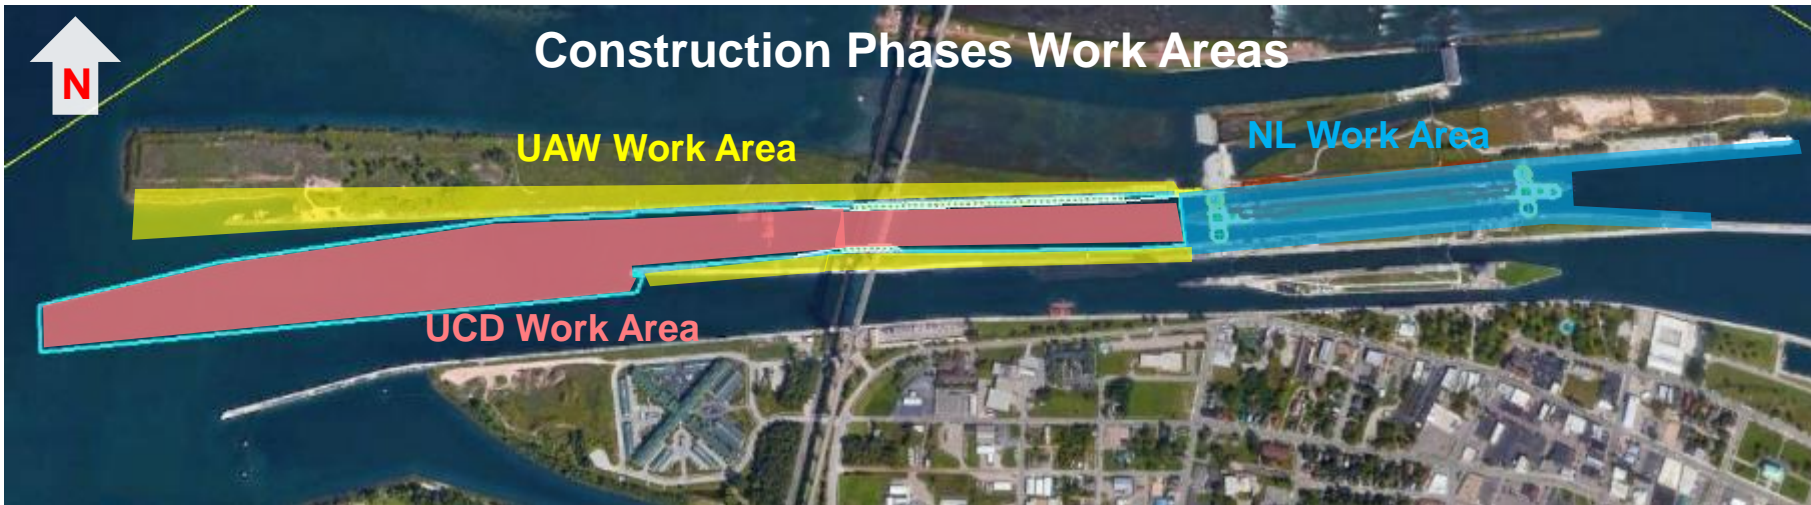 Construction Phases Work Areas
N
UAW Work Area
NL Work Area
UCD Work Area